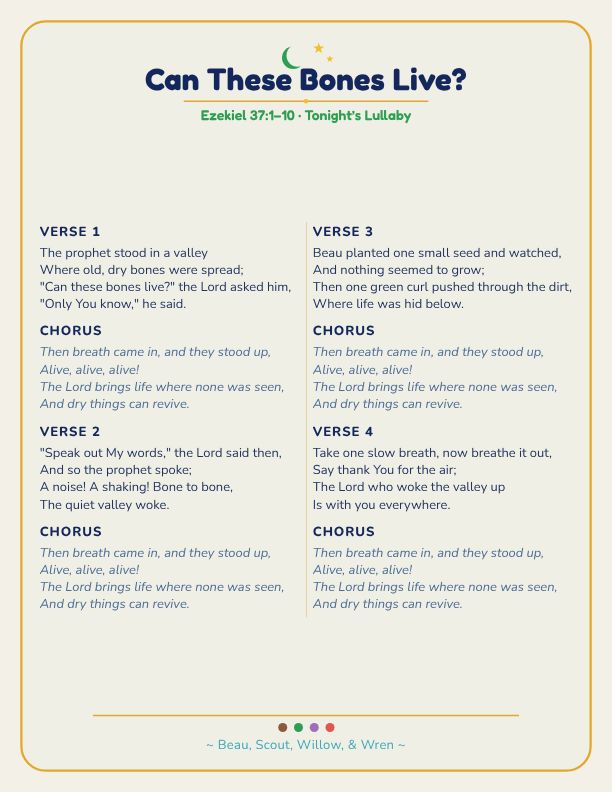 Can These Bones Live?
Ezekiel 37:1–10 · Tonight's Lullaby
VERSE 1
The prophet stood in a valley
Where old, dry bones were spread;
"Can these bones live?" the Lord asked him,
"Only You know," he said.
CHORUS
Then breath came in, and they stood up,
Alive, alive, alive!
The Lord brings life where none was seen,
And dry things can revive.
VERSE 2
"Speak out My words," the Lord said then,
And so the prophet spoke;
A noise! A shaking! Bone to bone,
The quiet valley woke.
CHORUS
Then breath came in, and they stood up,
Alive, alive, alive!
The Lord brings life where none was seen,
And dry things can revive.
VERSE 3
Beau planted one small seed and watched,
And nothing seemed to grow;
Then one green curl pushed through the dirt,
Where life was hid below.
CHORUS
Then breath came in, and they stood up,
Alive, alive, alive!
The Lord brings life where none was seen,
And dry things can revive.
VERSE 4
Take one slow breath, now breathe it out,
Say thank You for the air;
The Lord who woke the valley up
Is with you everywhere.
CHORUS
Then breath came in, and they stood up,
Alive, alive, alive!
The Lord brings life where none was seen,
And dry things can revive.
~ Beau, Scout, Willow, & Wren ~